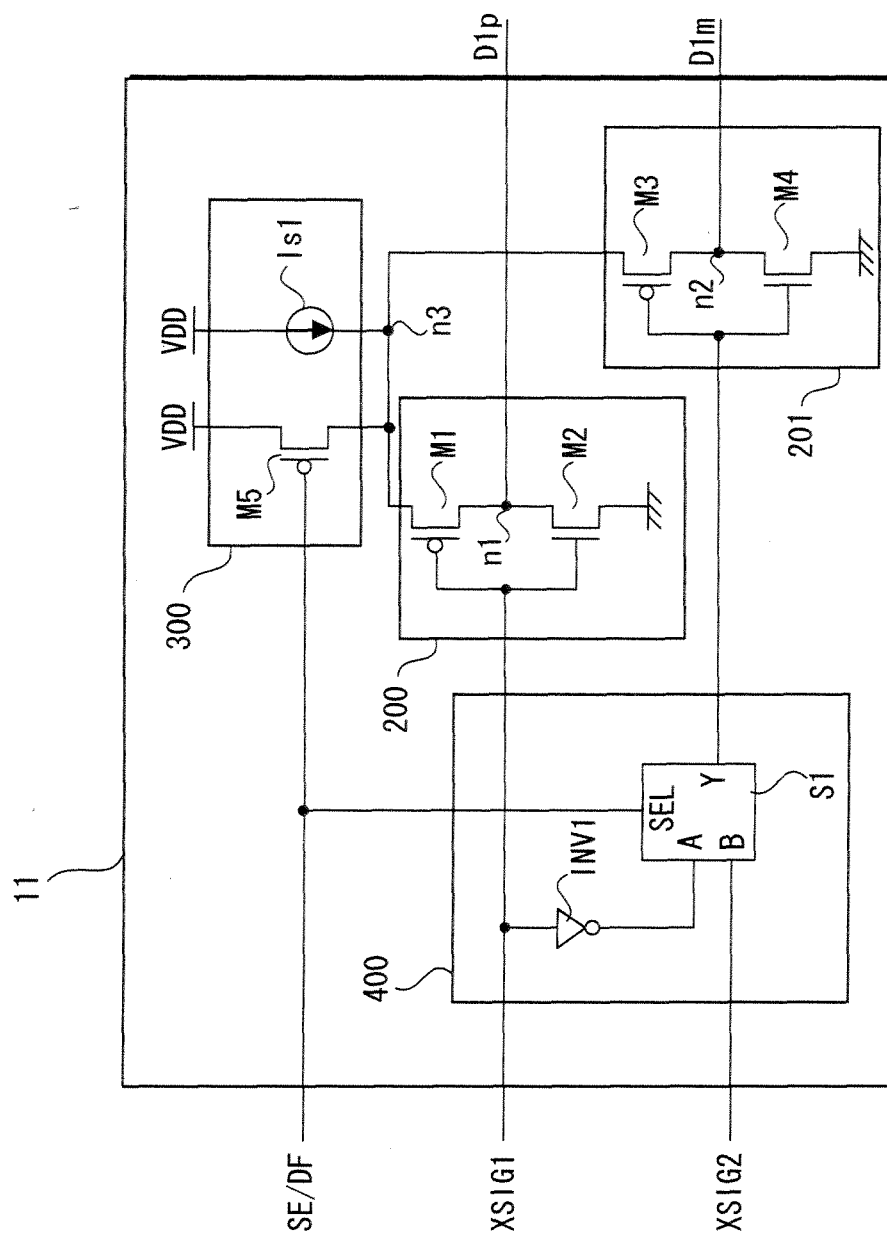 11
300
VDD
VDD
M5
Is1
n3
D1p
200
M1
n1
M2
D1m
201
M3
n2
M4
400
INV1
SEL
A
B
Y
S1
SE/DF
XSIG1
XSIG2